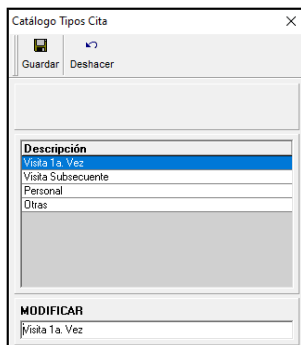 Catálogo Tipos Cita
Guardar Deshacer
Descripción
Visita 1a. Vez
Visita Subsecuente
Personal
Otras
MODIFICAR
Visita 1a. Vez